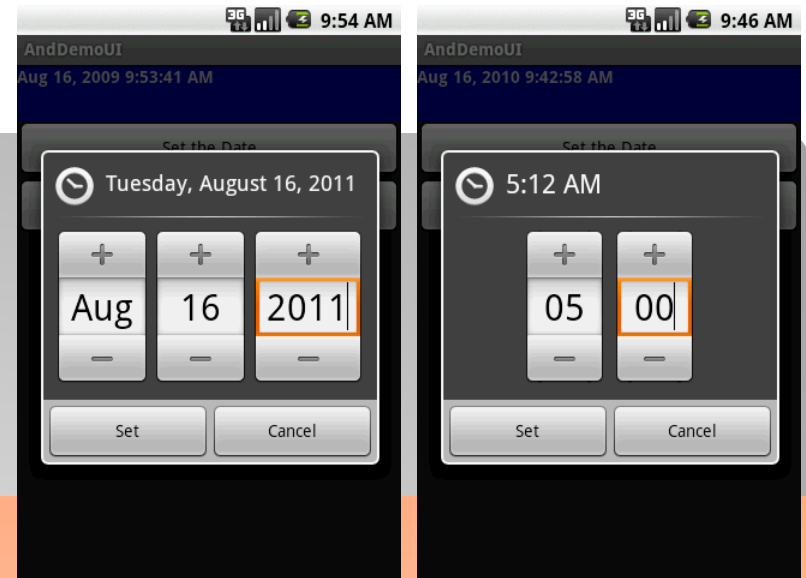 3G 9:54 AM
AndDemoUI
Aug 16, 2009 9:53:41 AM
Set the Date
Tuesday, August 16, 2011
Aug 16 2011
Set Cancel
3G 9:46 AM
AndDemoUI
Aug 16, 2010 9:42:58 AM
Set the Date
5:12 AM
05 00
Set Cancel